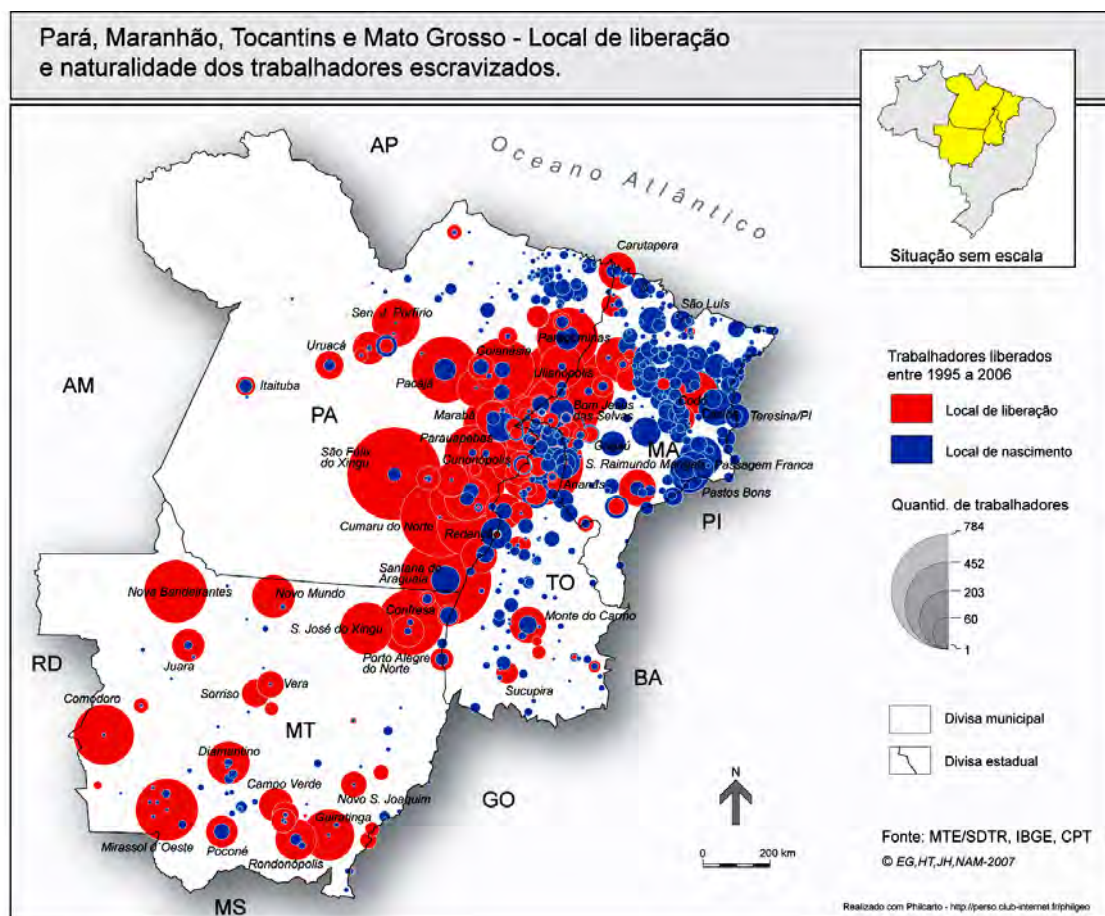 Pará, Maranhão, Tocantins e Mato Grosso - Local de liberação
e naturalidade dos trabalhadores escravizados.
Situação sem escala
AP
Oceano Atlântico
Carutapera
São Luís
Sen. J. Porfírio
Uruacá
Paragominas
Goianésia
Ulianópolis
Itaituba
Pacajá
AM
PA
Marabá
Bom Jesus
das Selvas
Codó
Caxias
Teresina/PI
Parauapebas
Grajaú
MA
São Félix
do Xingu
Curionópolis
S. Raimundo Mangab.
Passagem Franca
Ananás
Pastos Bons
PI
Cumaru do Norte
Redenção
Santana do
Araguaia
TO
Nova Bandeirantes
Novo Mundo
Confresa
S. José do Xingu
Monte do Carmo
RD
Juara
Porto Alegre
do Norte
BA
Sorriso
Vera
Sucupira
Comodoro
MT
Diamantino
Campo Verde
Novo S. Joaquim
GO
Guiratinga
Mirassol d´Oeste
Poconé
Rondonópolis
MS
N
0
200 km
Trabalhadores liberados
entre 1995 a 2006
Local de liberação
Local de nascimento
Quantid. de trabalhadores
784
452
203
60
1
Divisa municipal
Divisa estadual
Fonte: MTE/SDTR, IBGE, CPT
© EG,HT,JH,NAM-2007
Realizado com Philcarto - http://perso.club-internet.fr/philgeo